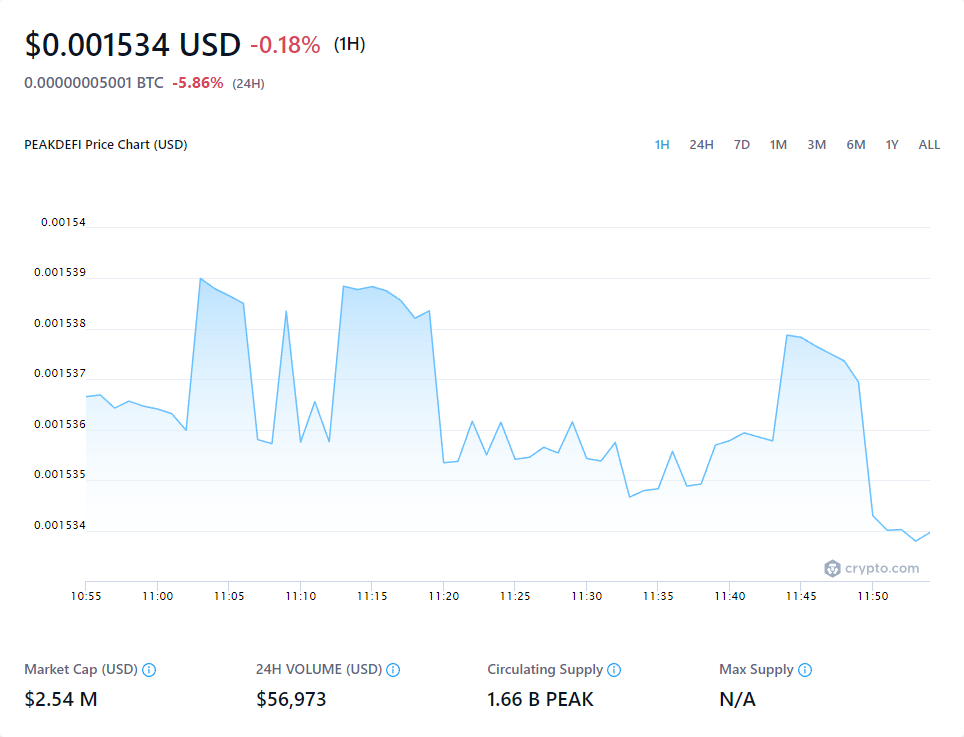 $0.001534 USD -0.18% (1H)
0.00000005001 BTC -5.86% (24H)
PEAKDEFI Price Chart (USD) 1H 24H 7D 1M 3M 6M 1Y ALL
0.00154
0.001539
0.001538
0.001537
0.001536
0.001535
0.001534
crypto.com
10:55 11:00 11:05 11:10 11:15 11:20 11:25 11:30 11:35 11:40 11:45 11:50
Market Cap (USD) 24H VOLUME (USD) Circulating Supply Max Supply
$2.54 M $56,973 1.66 B PEAK N/A